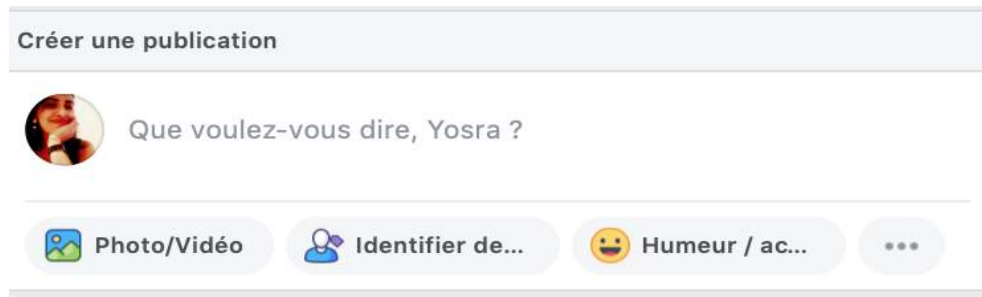 Créer une publication
Que voulez-vous dire, Yosra ?
Photo/Vidéo Identifier de... Humeur / ac... •••